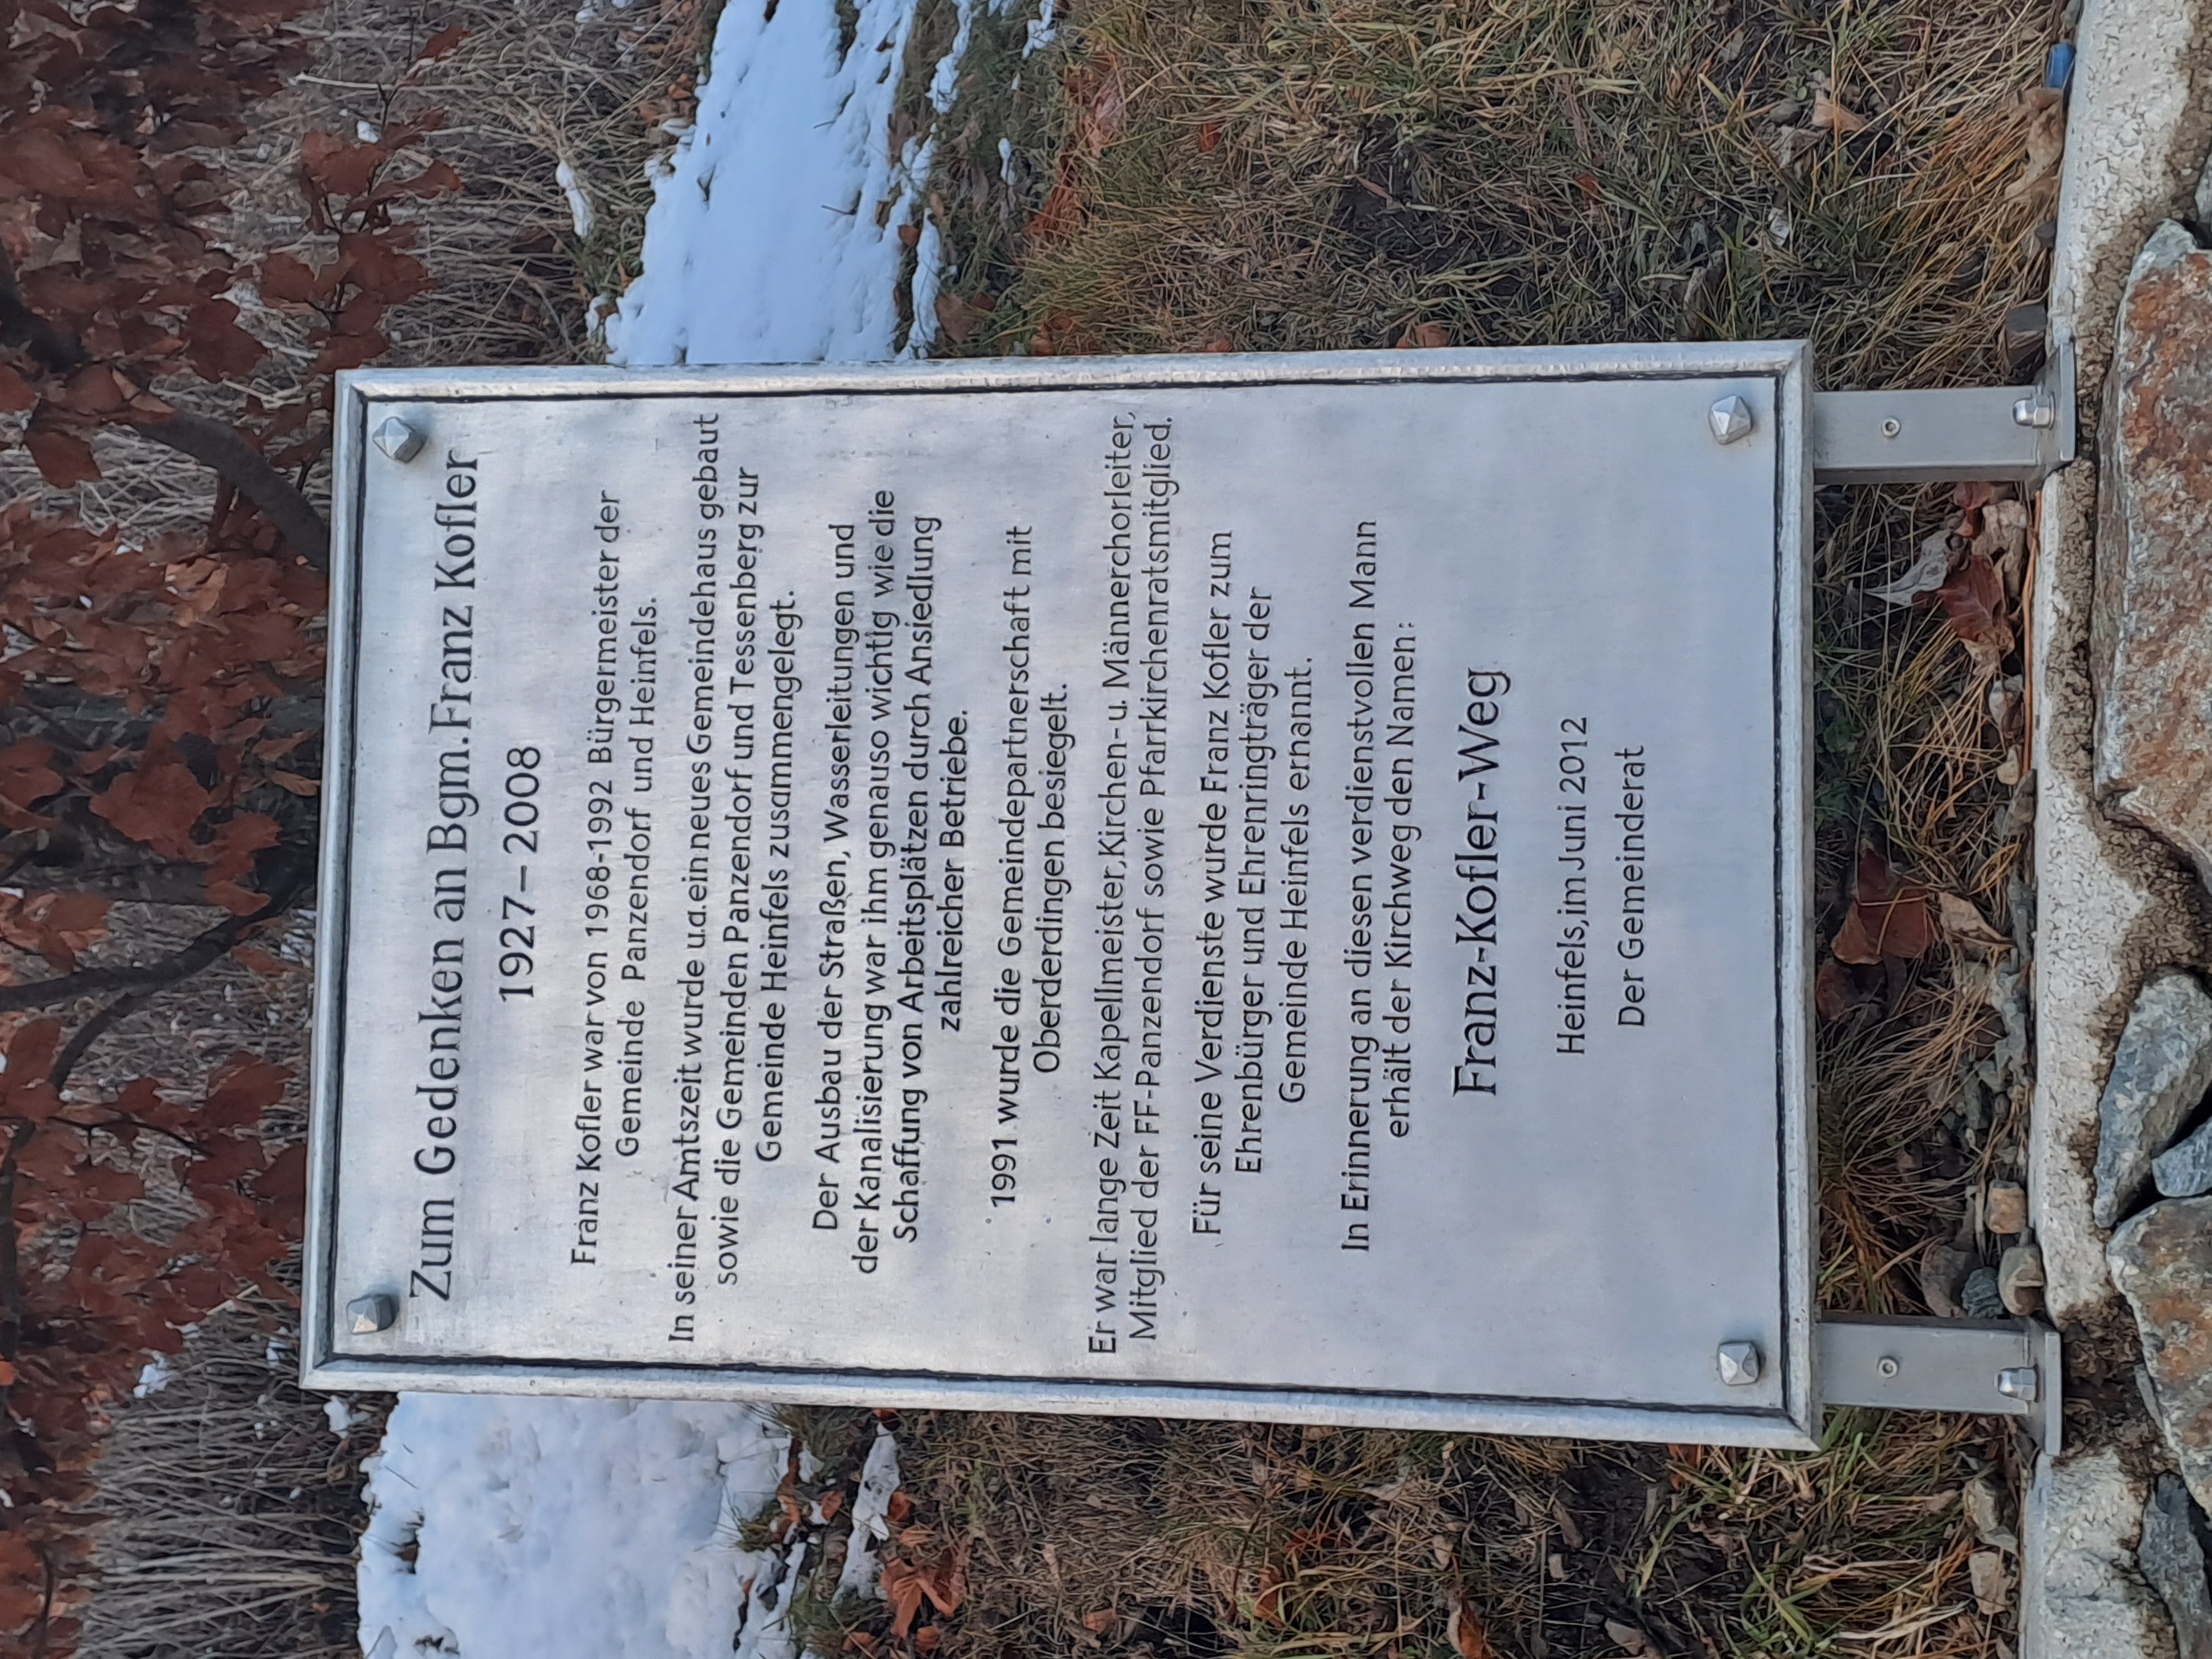 Zum Gedenken an Bgm. Franz Kofler
1927 – 2008
Franz Kofler war von 1968-1992 Bürgermeister der
Gemeinde Panzendorf und Heinfels.
In seiner Amtszeit wurde u.a. ein neues Gemeindehaus gebaut
sowie die Gemeinden Panzendorf und Tessenberg zur
Gemeinde Heinfels zusammengelegt.
Der Ausbau der Straßen, Wasserleitungen und
der Kanalisierung war ihm genauso wichtig wie die
Schaffung von Arbeitsplätzen durch Ansiedlung
zahlreicher Betriebe.
1991 wurde die Gemeindepartnerschaft mit
Oberderdingen besiegelt.
Er war lange Zeit Kapellmeister, Kirchen- u. Männerchorleiter,
Mitglied der FF-Panzendorf sowie Pfarrkirchenratsmitglied.
Für seine Verdienste wurde Franz Kofler zum
Ehrenbürger und Ehrenringträger der
Gemeinde Heinfels ernannt.
In Erinnerung an diesen verdienstvollen Mann
erhält der Kirchweg den Namen:
Franz-Kofler-Weg
Heinfels, im Juni 2012
Der Gemeinderat